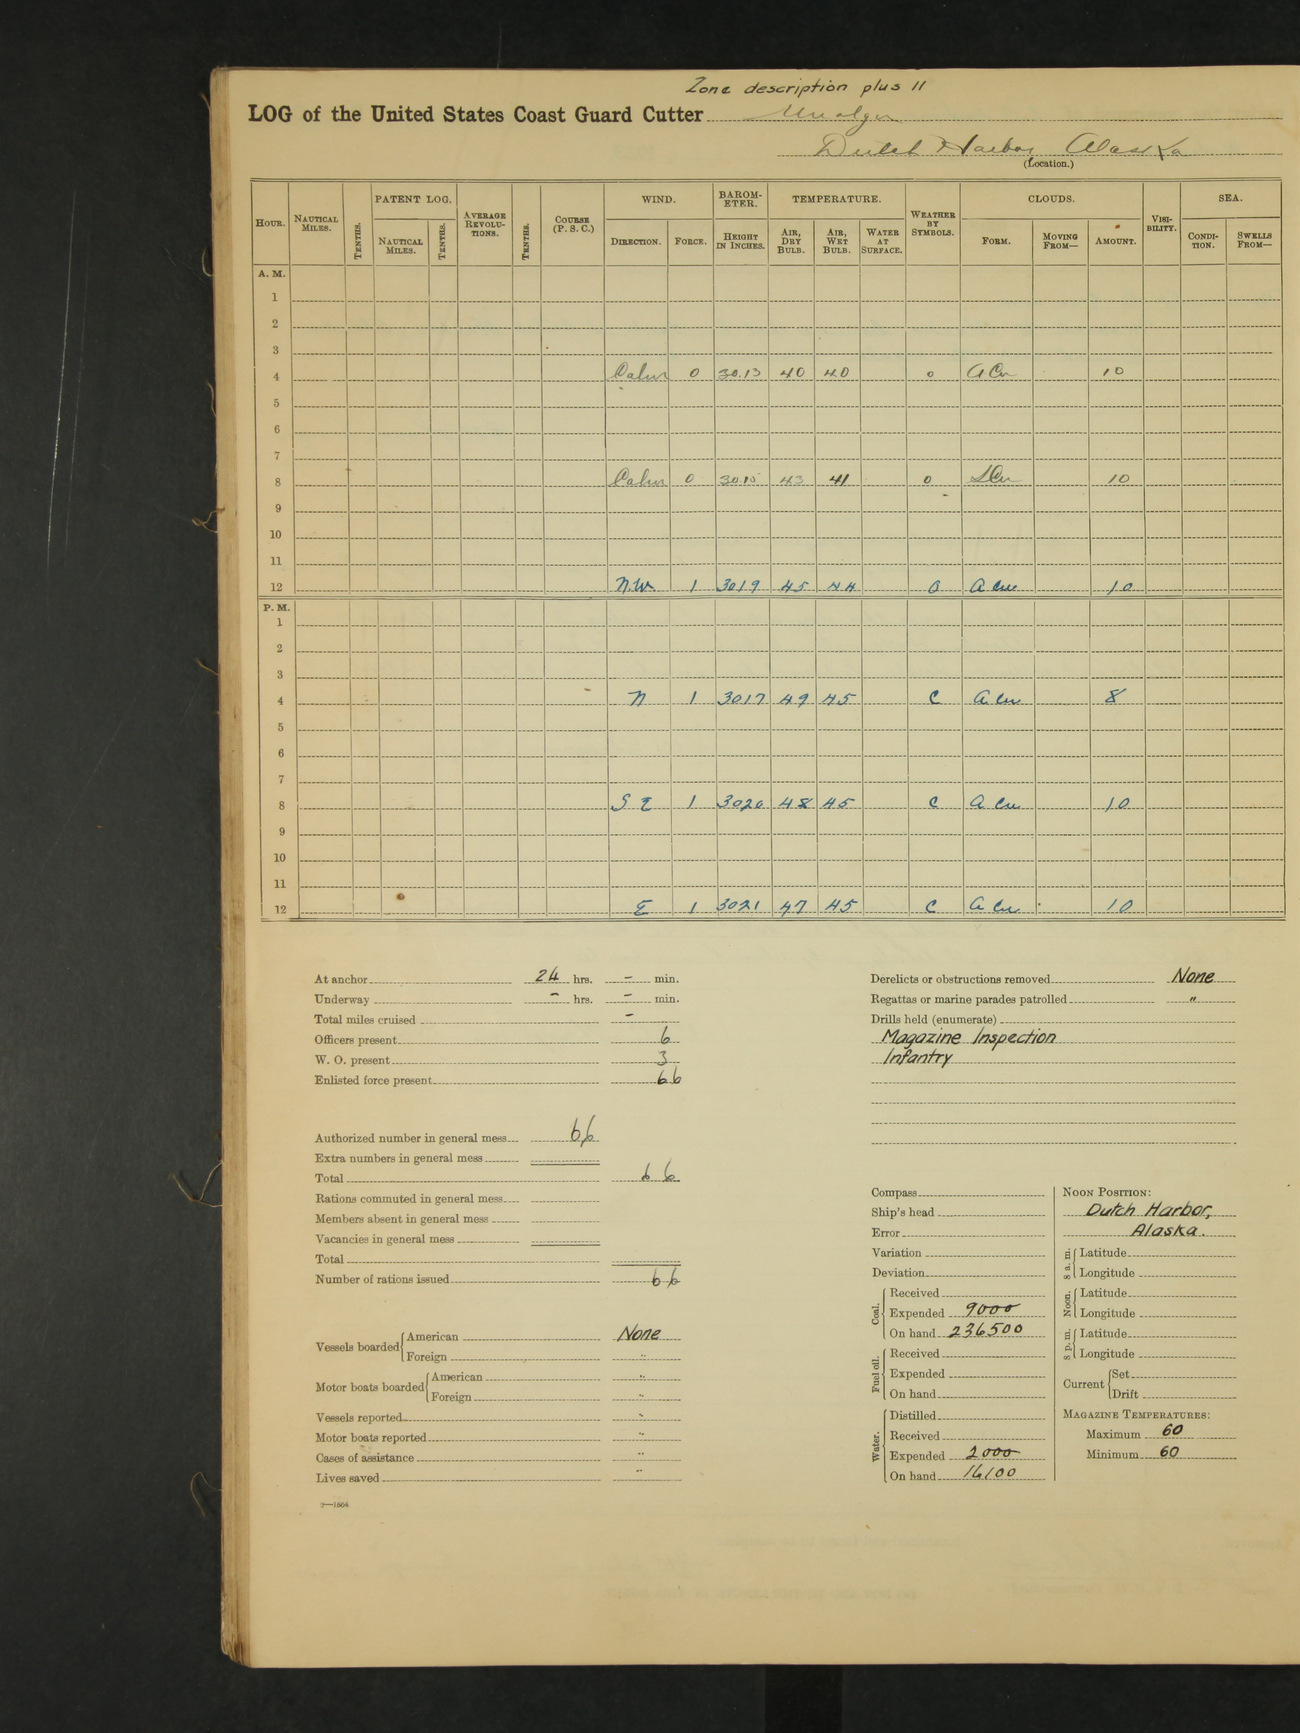 Zone description plus 11
LOG of the United States Coast Guard Cutter Unalga
Dutch Harbor Alaska
(Location.)
HOUR. NAUTICAL MILES. TENTHS. PATENT LOG. NAUTICAL MILES. TENTHS. AVERAGE REVOLUTIONS. TENTHS. COURSE (P. S. C.) WIND. DIRECTION. FORCE. BAROMETER. HEIGHT IN INCHES. TEMPERATURE. AIR, DRY BULB. AIR, WET BULB. WATER AT SURFACE. WEATHER BY SYMBOLS. CLOUDS. FORM. MOVING FROM— AMOUNT. VISIBILITY. SEA. CONDITION. SWELLS FROM—
A. M.
1
2
3
4 Calm 0 30.13 40 40 o A Cu 10
5
6
7
8 Calm 0 30.15 43 41 o SCu 10
9
10
11
12 N.W. 1 3019 45 44 O A Cu 10
P. M.
1
2
3
4 N 1 3017 49 45 C A Cu 8
5
6
7
8 S E 1 3020 48 45 C A Cu 10
9
10
11
12 E 1 3021 47 45 C A Cu 10
At anchor 24 hrs. – min.
Underway – hrs. – min.
Total miles cruised –
Officers present 6
W. O. present 3
Enlisted force present 66
Authorized number in general mess 66
Extra numbers in general mess
Total 66
Rations commuted in general mess
Members absent in general mess
Vacancies in general mess
Total
Number of rations issued 66
Vessels boarded American None
Foreign "
Motor boats boarded American "
Foreign "
Vessels reported "
Motor boats reported "
Cases of assistance "
Lives saved "
2—1564
Derelicts or obstructions removed None
Regattas or marine parades patrolled "
Drills held (enumerate)
Magazine Inspection
Infantry
Compass
Ship's head
Error
Variation
Deviation
Coal. Received
Expended 9000
On hand 236500
Fuel oil. Received
Expended
On hand
Water. Distilled
Received
Expended 2000
On hand 16100
NOON POSITION:
Dutch Harbor,
Alaska.
8 a. m. Latitude
Longitude
Noon. Latitude
Longitude
8 p. m. Latitude
Longitude
Current Set
Drift
MAGAZINE TEMPERATURES:
Maximum 60
Minimum 60